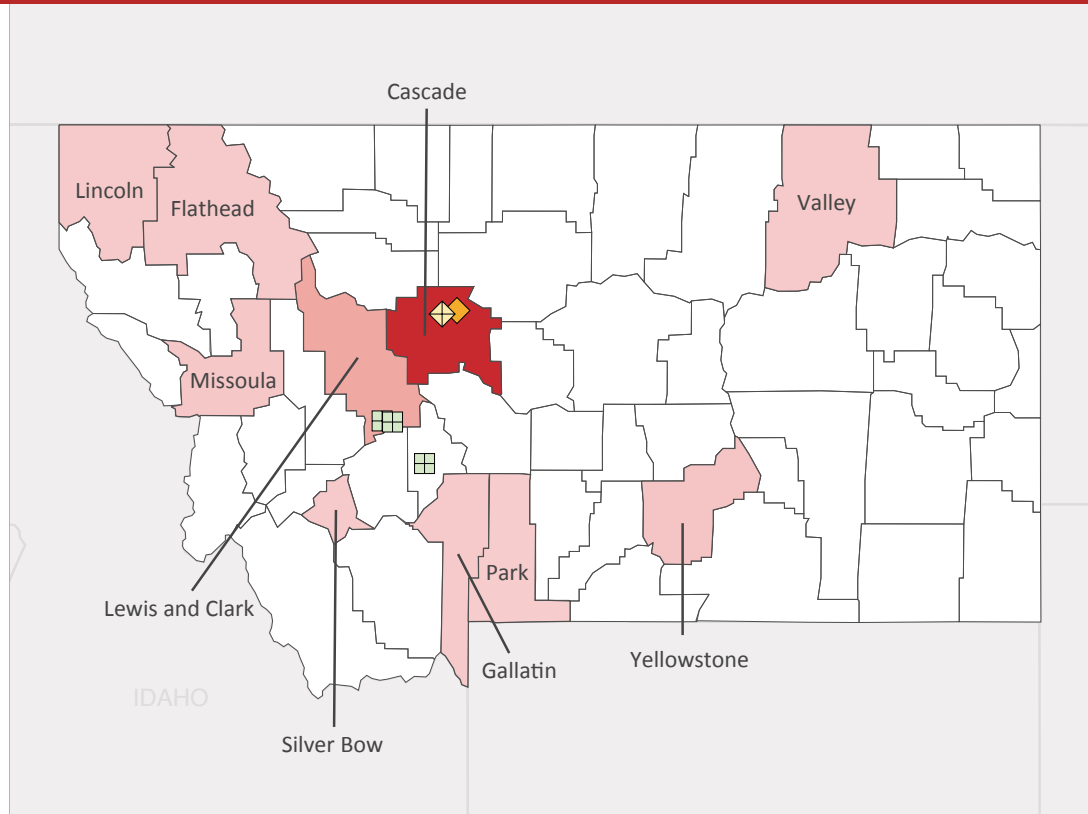 Cascade
Lincoln
Flathead
Valley
Missoula
Park
Lewis and Clark
Yellowstone
Gallatin
IDAHO
Silver Bow